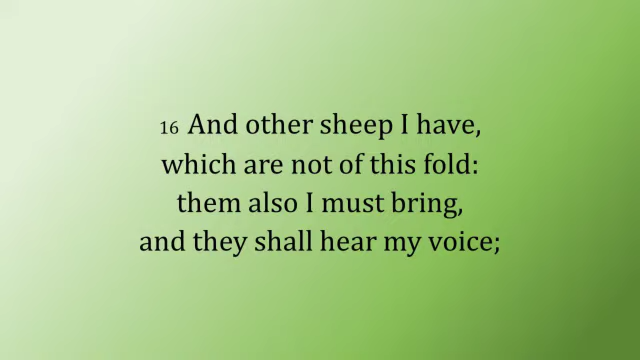 16 And other sheep I have,
which are not of this fold:
them also I must bring,
and they shall hear my voice;